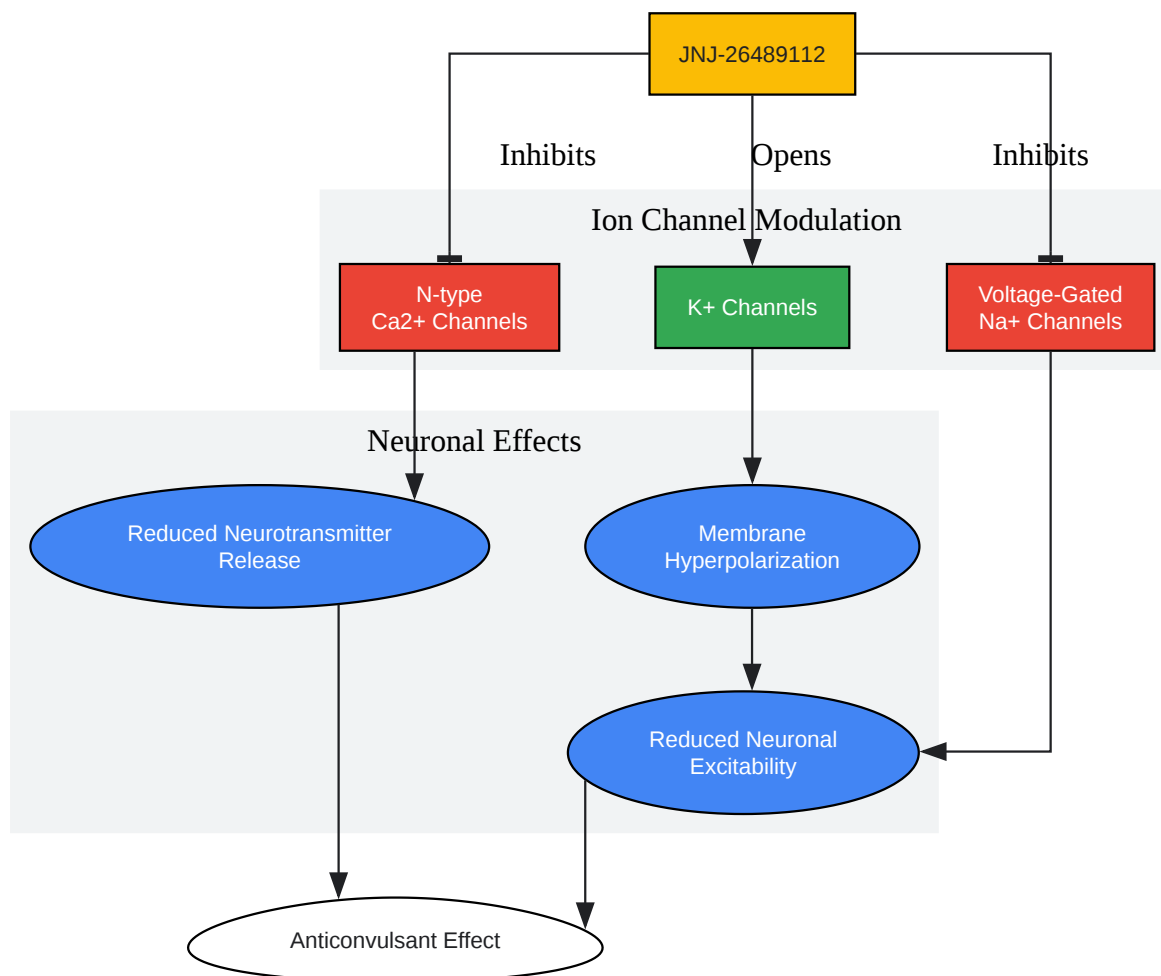 JNJ-26489112
Inhibits
Opens
Inhibits
Ion Channel Modulation
N-type
Ca2+ Channels
K+ Channels
Voltage-Gated
Na+ Channels
Neuronal Effects
Reduced Neurotransmitter
Release
Membrane
Hyperpolarization
Reduced Neuronal
Excitability
Anticonvulsant Effect